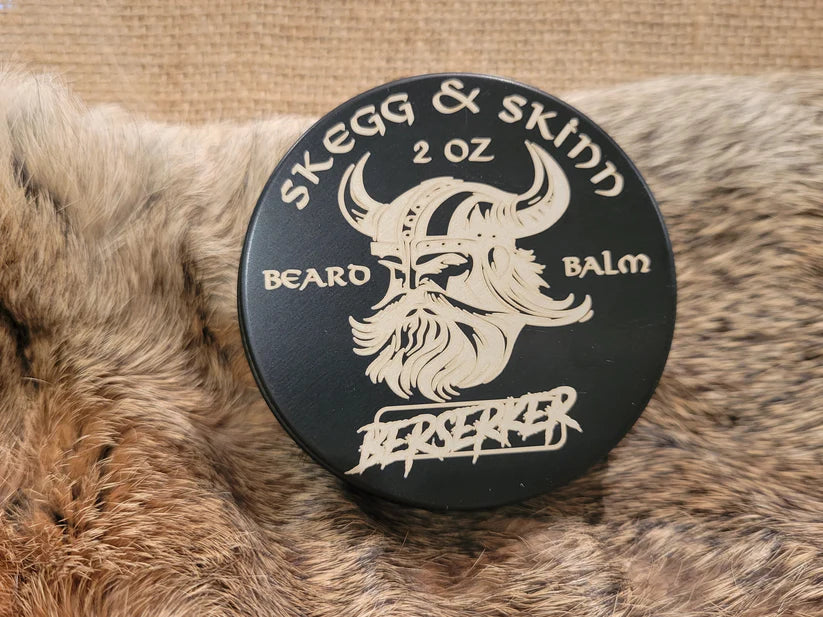 SKEGG & SKINN
2 OZ
BEARD BALM
BERSERKER